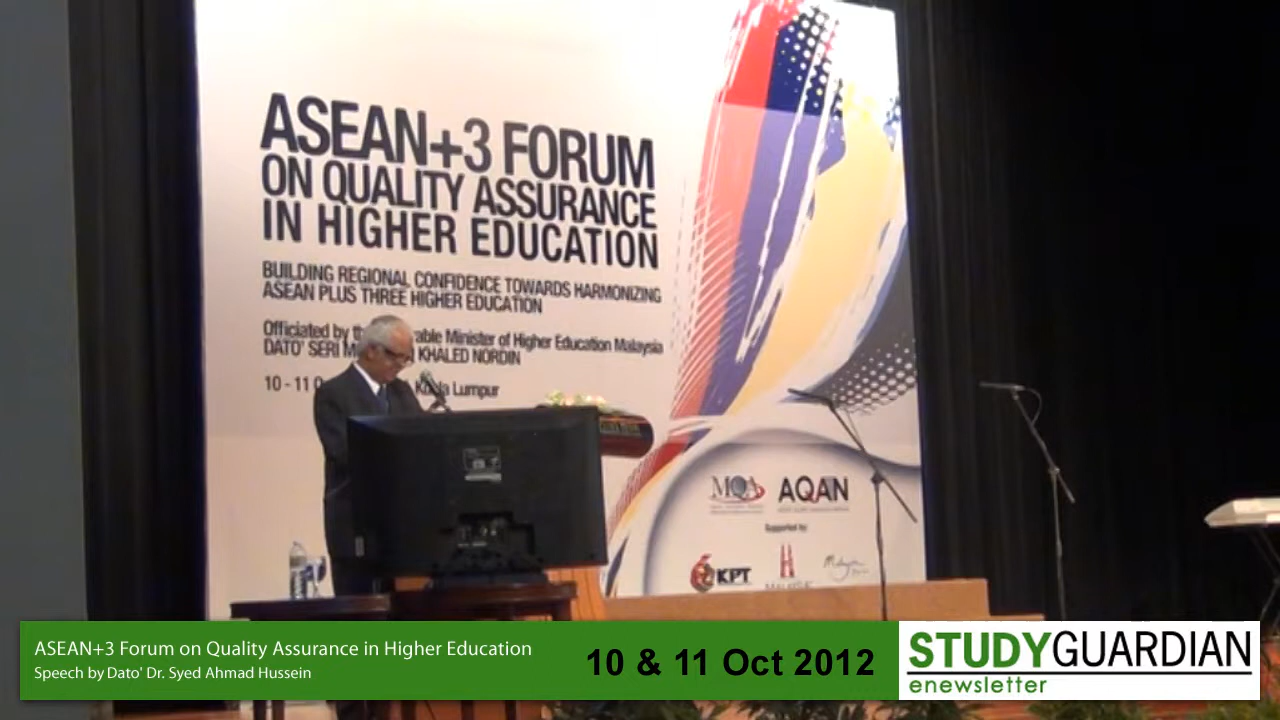 ASEAN+3 FORUM
ON QUALITY ASSURANCE
IN HIGHER EDUCATION
BUILDING REGIONAL CONFIDENCE TOWARDS HARMONIZING
ASEAN PLUS THREE HIGHER EDUCATION
Officiated by Minister of Higher Education Malaysia
DATO' SERI KHALED NORDIN
10 - 11 Lumpur
MQA AQAN
Supported by:
KPT
ASEAN+3 Forum on Quality Assurance in Higher Education
Speech by Dato' Dr. Syed Ahmad Hussein
10 & 11 Oct 2012
STUDYGUARDIAN
enewsletter